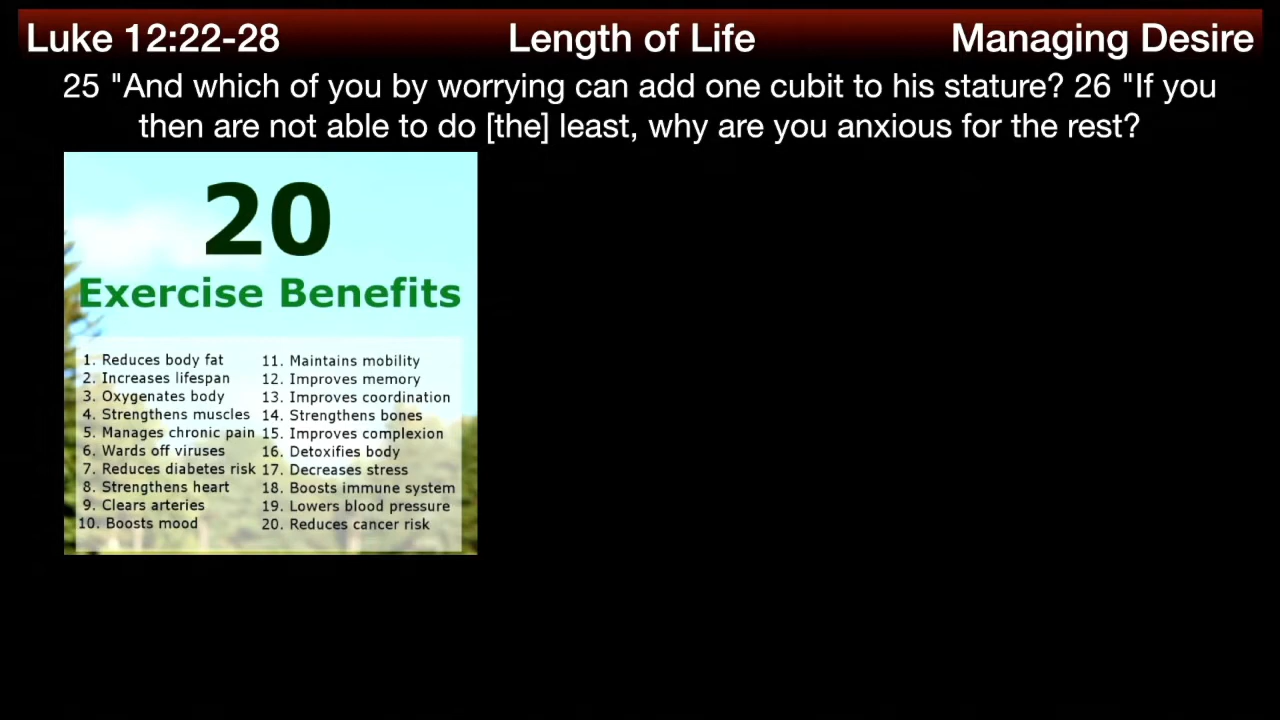 Luke 12:22-28 Length of Life Managing Desire
25 "And which of you by worrying can add one cubit to his stature? 26 "If you
then are not able to do [the] least, why are you anxious for the rest?
20
Exercise Benefits
1. Reduces body fat
2. Increases lifespan
3. Oxygenates body
4. Strengthens muscles
5. Manages chronic pain
6. Wards off viruses
7. Reduces diabetes risk
8. Strengthens heart
9. Clears arteries
10. Boosts mood
11. Maintains mobility
12. Improves memory
13. Improves coordination
14. Strengthens bones
15. Improves complexion
16. Detoxifies body
17. Decreases stress
18. Boosts immune system
19. Lowers blood pressure
20. Reduces cancer risk